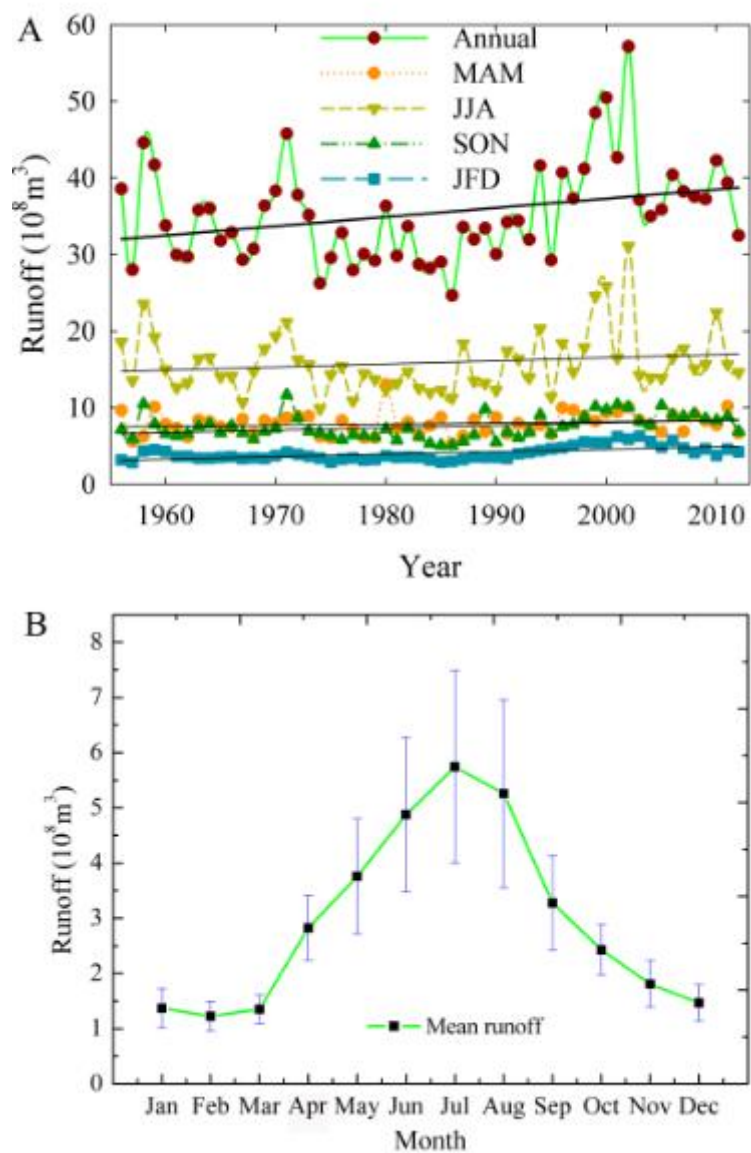 A
60
50
40
30
20
10
0
Runoff (10⁸m³)
Annual
MAM
JJA
SON
JFD
1960 1970 1980 1990 2000 2010
Year
B
8
7
6
5
4
3
2
1
0
Runoff (10⁸m³)
Mean runoff
Jan Feb Mar Apr May Jun Jul Aug Sep Oct Nov Dec
Month